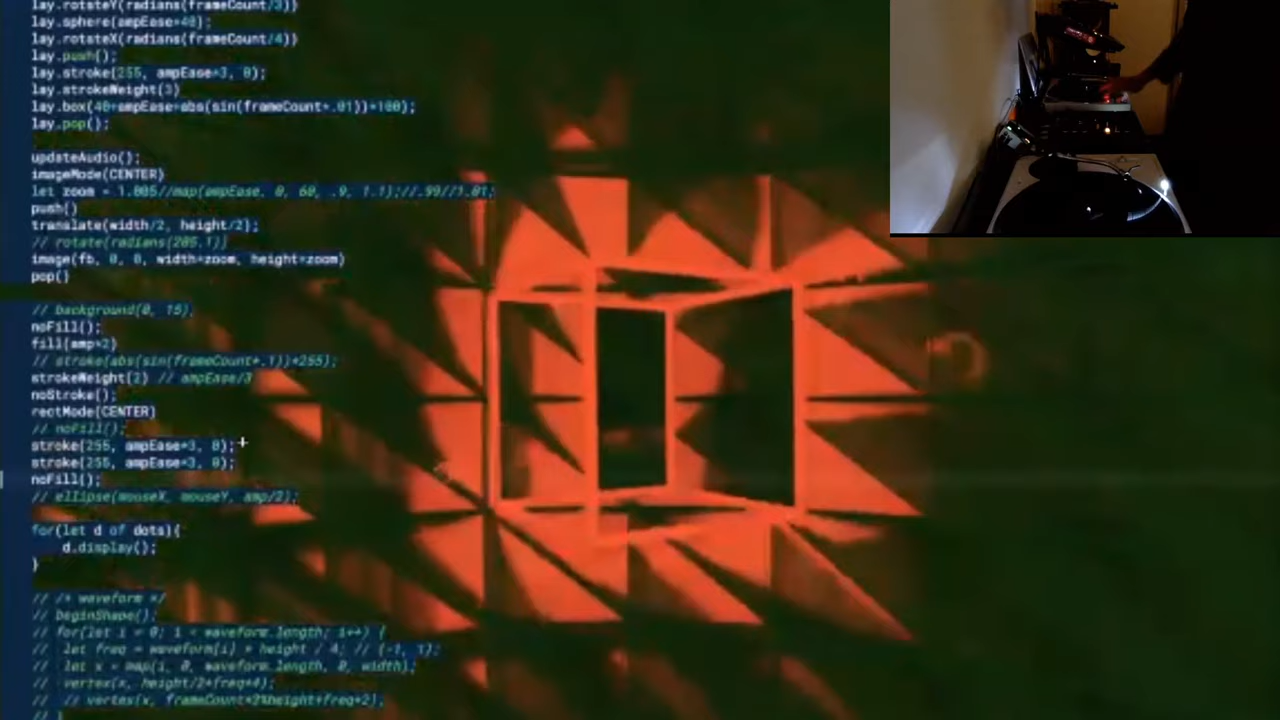 lay.rotateY(radians(frameCount/3))
lay.sphere(ampEase*40);
lay.rotateX(radians(frameCount/4))
lay.push();
lay.stroke(255, ampEase*3, 0);
lay.strokeWeight(3)
lay.box(40+ampEase+abs(sin(frameCount*.01))*100);
lay.pop();
updateAudio();
imageMode(CENTER)
let zoom = 1.005//map(ampEase, 0, 60, .9, 1.1);//.99//1.01;
push()
translate(width/2, height/2);
// rotate(radians(205.1))
image(fb, 0, 0, width*zoom, height*zoom)
pop()
// background(0, 15);
noFill();
fill(amp*2)
// stroke(abs(sin(frameCount*.1))*255);
strokeWeight(2) // ampEase/3
noStroke();
rectMode(CENTER)
// noFill();
stroke(255, ampEase*3, 0);
stroke(255, ampEase*3, 0);
noFill();
// ellipse(mouseX, mouseY, amp/2);
for(let d of dots){
d.display();
}
// /* waveform */
// beginShape();
// for(let i = 0; i < waveform.length; i++) {
// let freq = waveform[i] * height / 4; // (-1, 1);
// let x = map(i, 0, waveform.length, 0, width);
// vertex(x, height/2+freq*4);
// // vertex(x, frameCount*2%height+freq*2);
// }